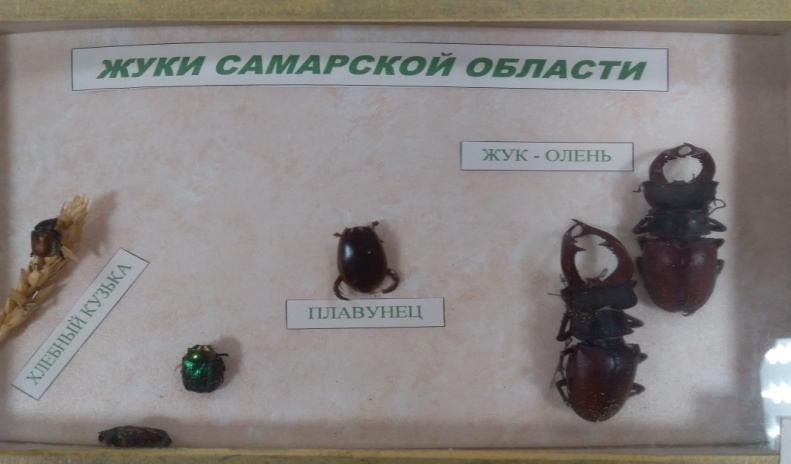 ЖУКИ САМАРСКОЙ ОБЛАСТИ
ЖУК - ОЛЕНЬ
ХЛЕБНЫЙ КУЗЬКА
ПЛАВУНЕЦ